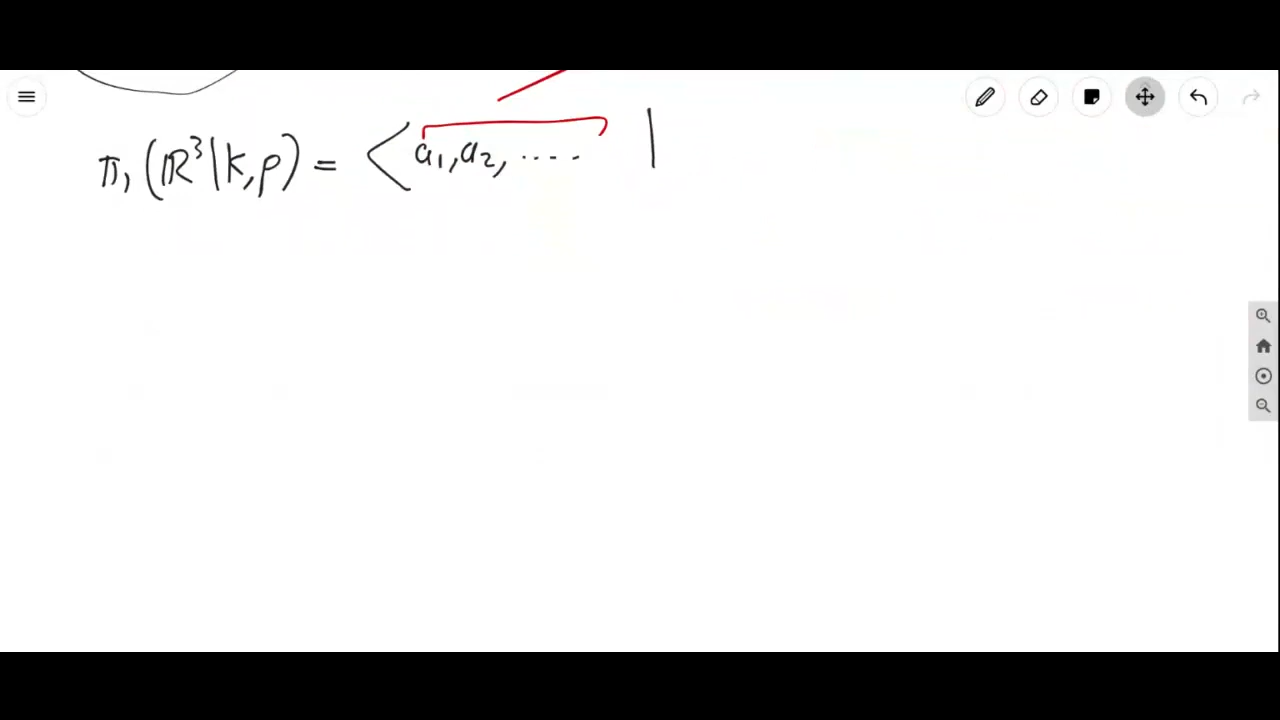 π₁(ℝ³|K,p) = ⟨a₁,a₂,..... |